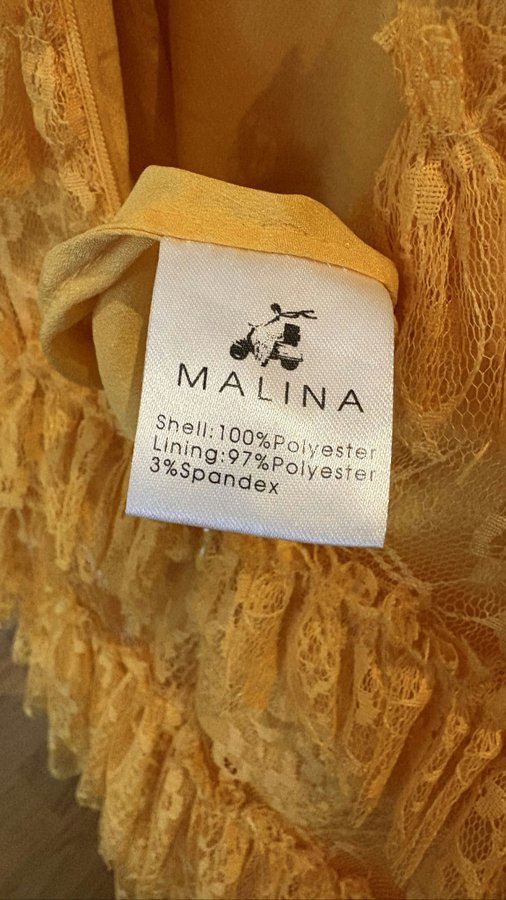 MALINA
Shell:100%Polyester
Lining:97%Polyester
3%Spandex